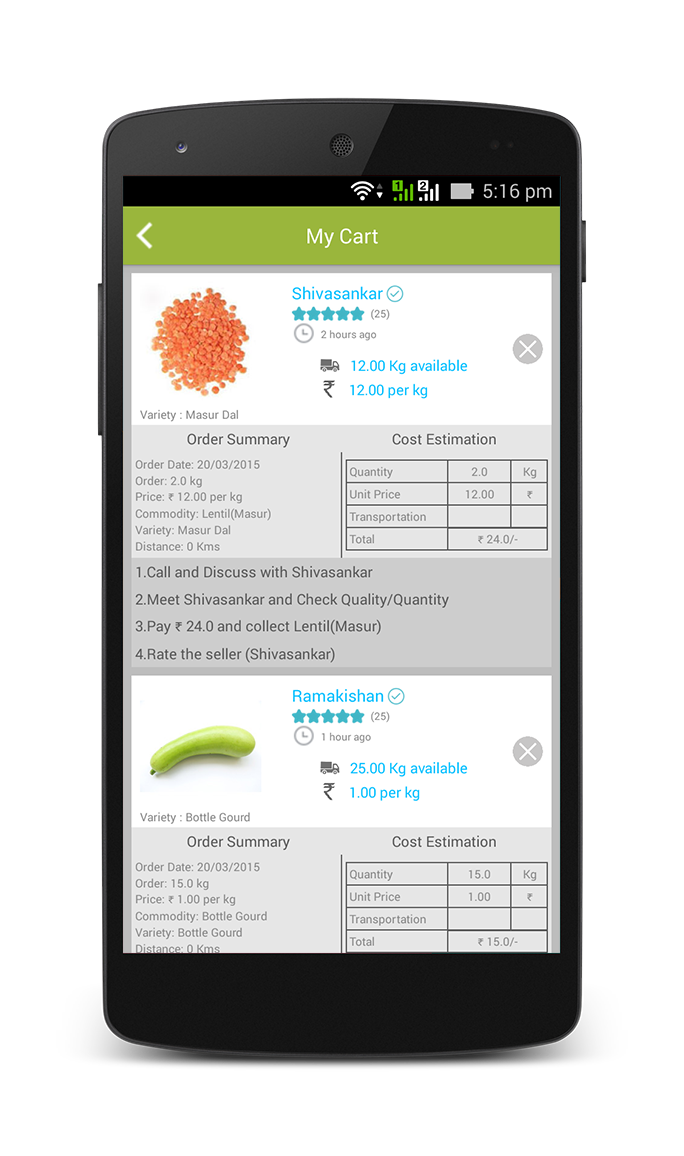 1 2 5:16 pm
My Cart
Shivasankar
(25)
2 hours ago
12.00 Kg available
₹ 12.00 per kg
Variety : Masur Dal
Order Summary
Order Date: 20/03/2015
Order: 2.0 kg
Price: ₹ 12.00 per kg
Commodity: Lentil(Masur)
Variety: Masur Dal
Distance: 0 Kms
Cost Estimation
Quantity 2.0 Kg
Unit Price 12.00 ₹
Transportation
Total ₹ 24.0/-
1.Call and Discuss with Shivasankar
2.Meet Shivasankar and Check Quality/Quantity
3.Pay ₹ 24.0 and collect Lentil(Masur)
4.Rate the seller (Shivasankar)
Ramakishan
(25)
1 hour ago
25.00 Kg available
₹ 1.00 per kg
Variety : Bottle Gourd
Order Summary
Order Date: 20/03/2015
Order: 15.0 kg
Price: ₹ 1.00 per kg
Commodity: Bottle Gourd
Variety: Bottle Gourd
Distance: 0 Kms
Cost Estimation
Quantity 15.0 Kg
Unit Price 1.00 ₹
Transportation
Total ₹ 15.0/-